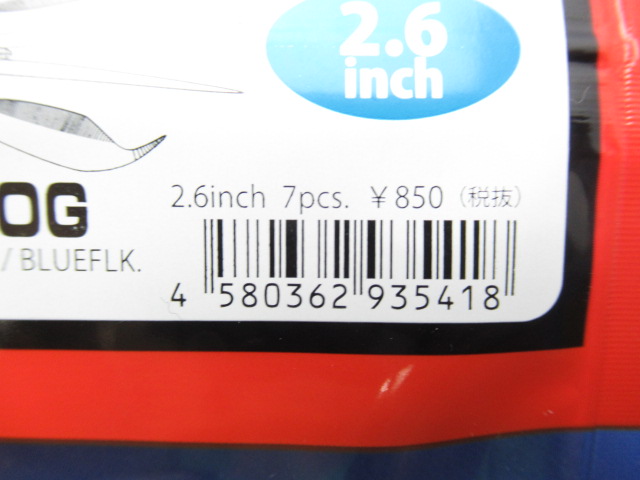 2.6
inch
OG
2.6inch 7pcs. ¥850（税抜）
/ BLUEFLK.
4 580362 935418